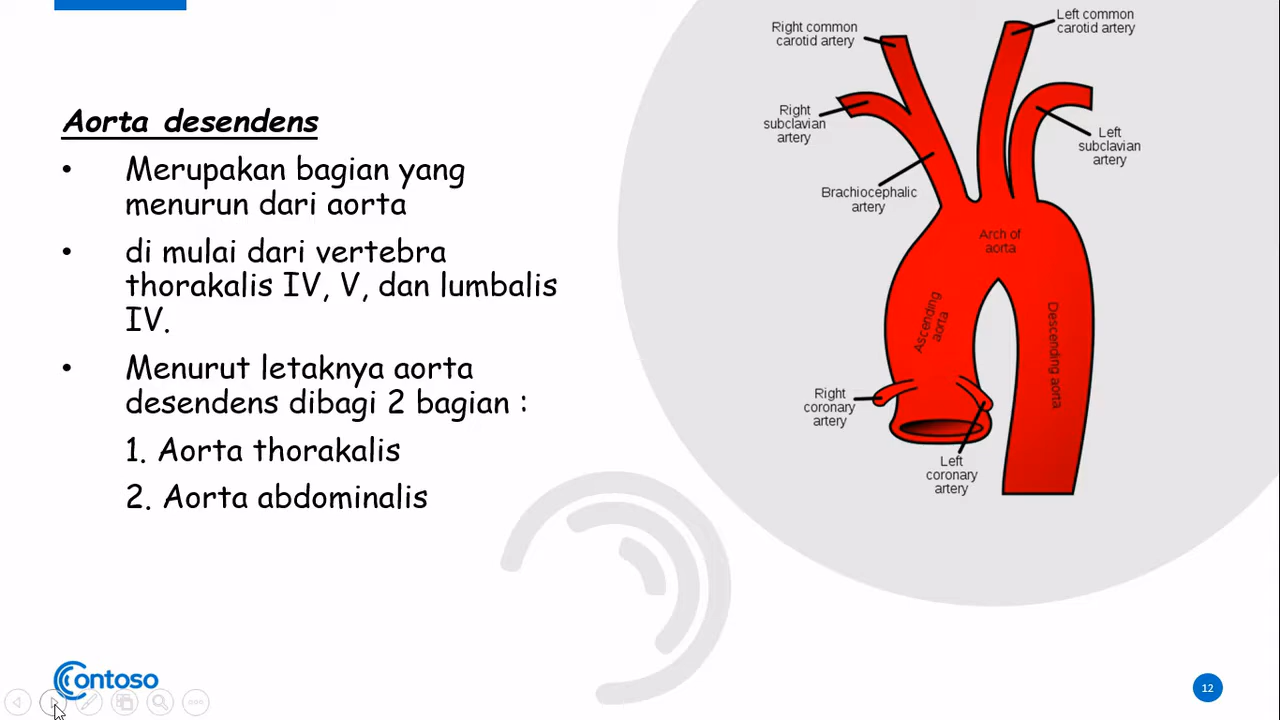 Aorta desendens
• Merupakan bagian yang
menurun dari aorta
• di mulai dari vertebra
thorakalis IV, V, dan lumbalis
IV.
• Menurut letaknya aorta
desendens dibagi 2 bagian :
1. Aorta thorakalis
2. Aorta abdominalis
Right common
carotid artery
Left common
carotid artery
Right
subclavian
artery
Left
subclavian
artery
Brachiocephalic
artery
Arch of
aorta
Ascending
aorta
Descending aorta
Right
coronary
artery
Left
coronary
artery
Contoso
12